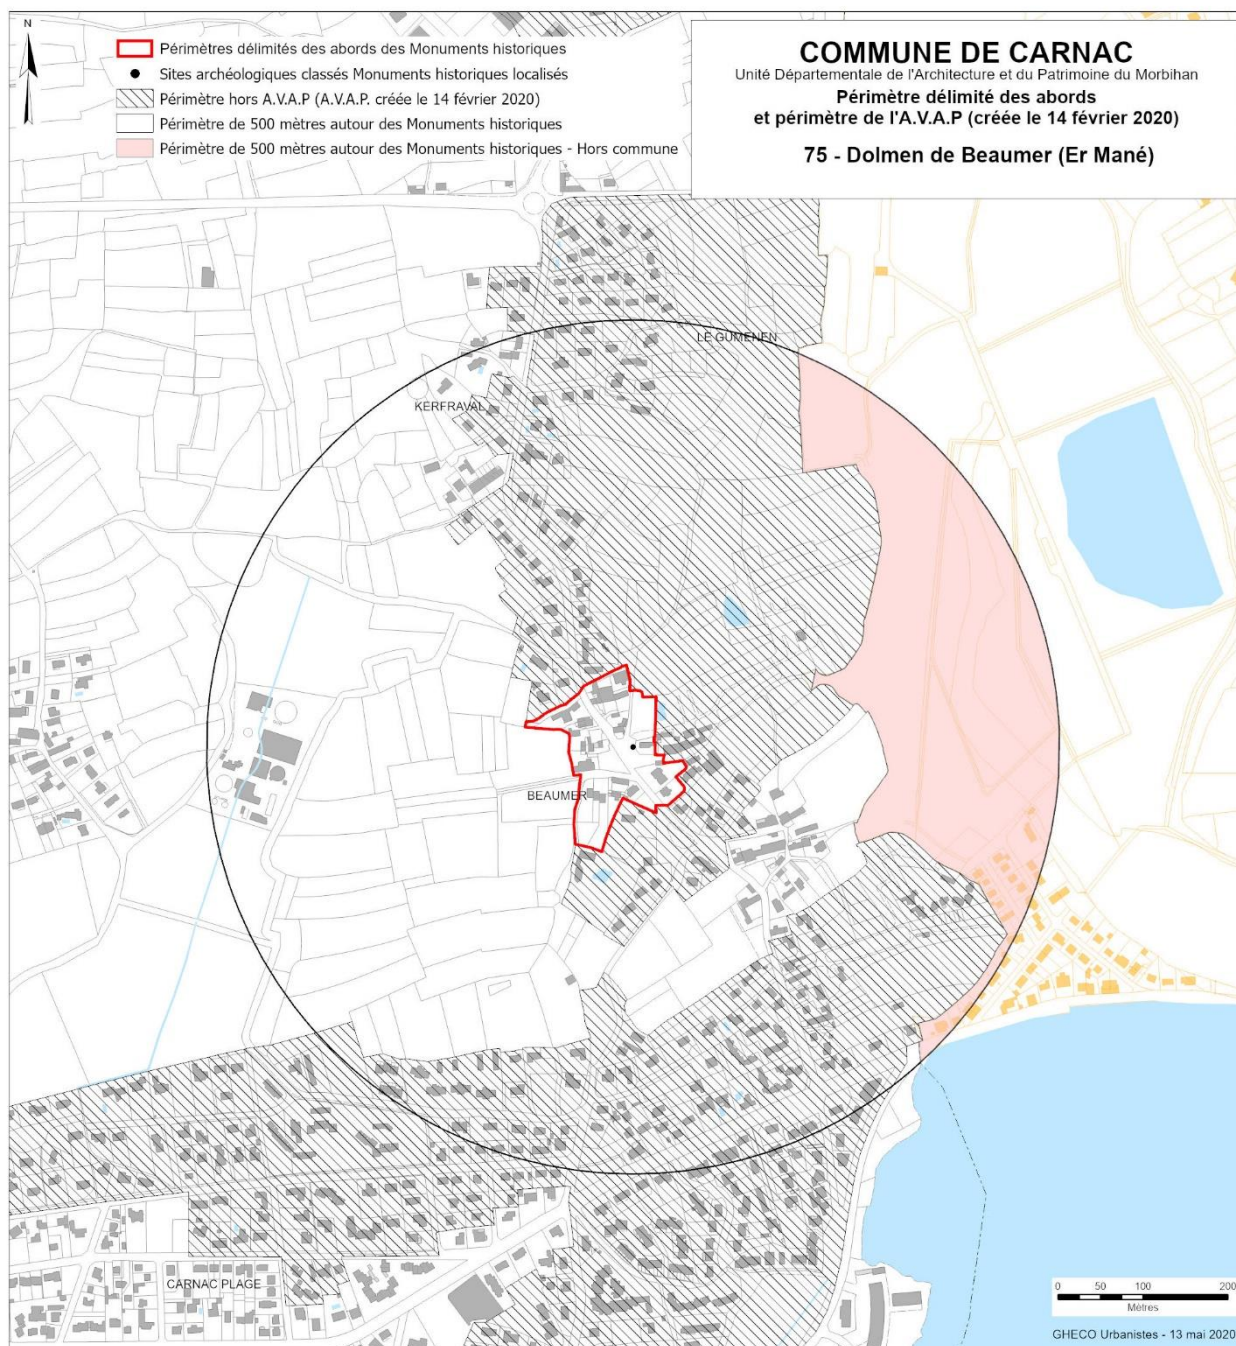 N
Périmètres délimités des abords des Monuments historiques
Sites archéologiques classés Monuments historiques localisés
Périmètre hors A.V.A.P (A.V.A.P. créée le 14 février 2020)
Périmètre de 500 mètres autour des Monuments historiques
Périmètre de 500 mètres autour des Monuments historiques - Hors commune
COMMUNE DE CARNAC
Unité Départementale de l'Architecture et du Patrimoine du Morbihan
Périmètre délimité des abords
et périmètre de l'A.V.A.P (créée le 14 février 2020)
75 - Dolmen de Beaumer (Er Mané)
LE GUMENEN
KERFRAVAL
BEAUMER
CARNAC PLAGE
0 50 100 200
Mètres
GHECO Urbanistes - 13 mai 2020